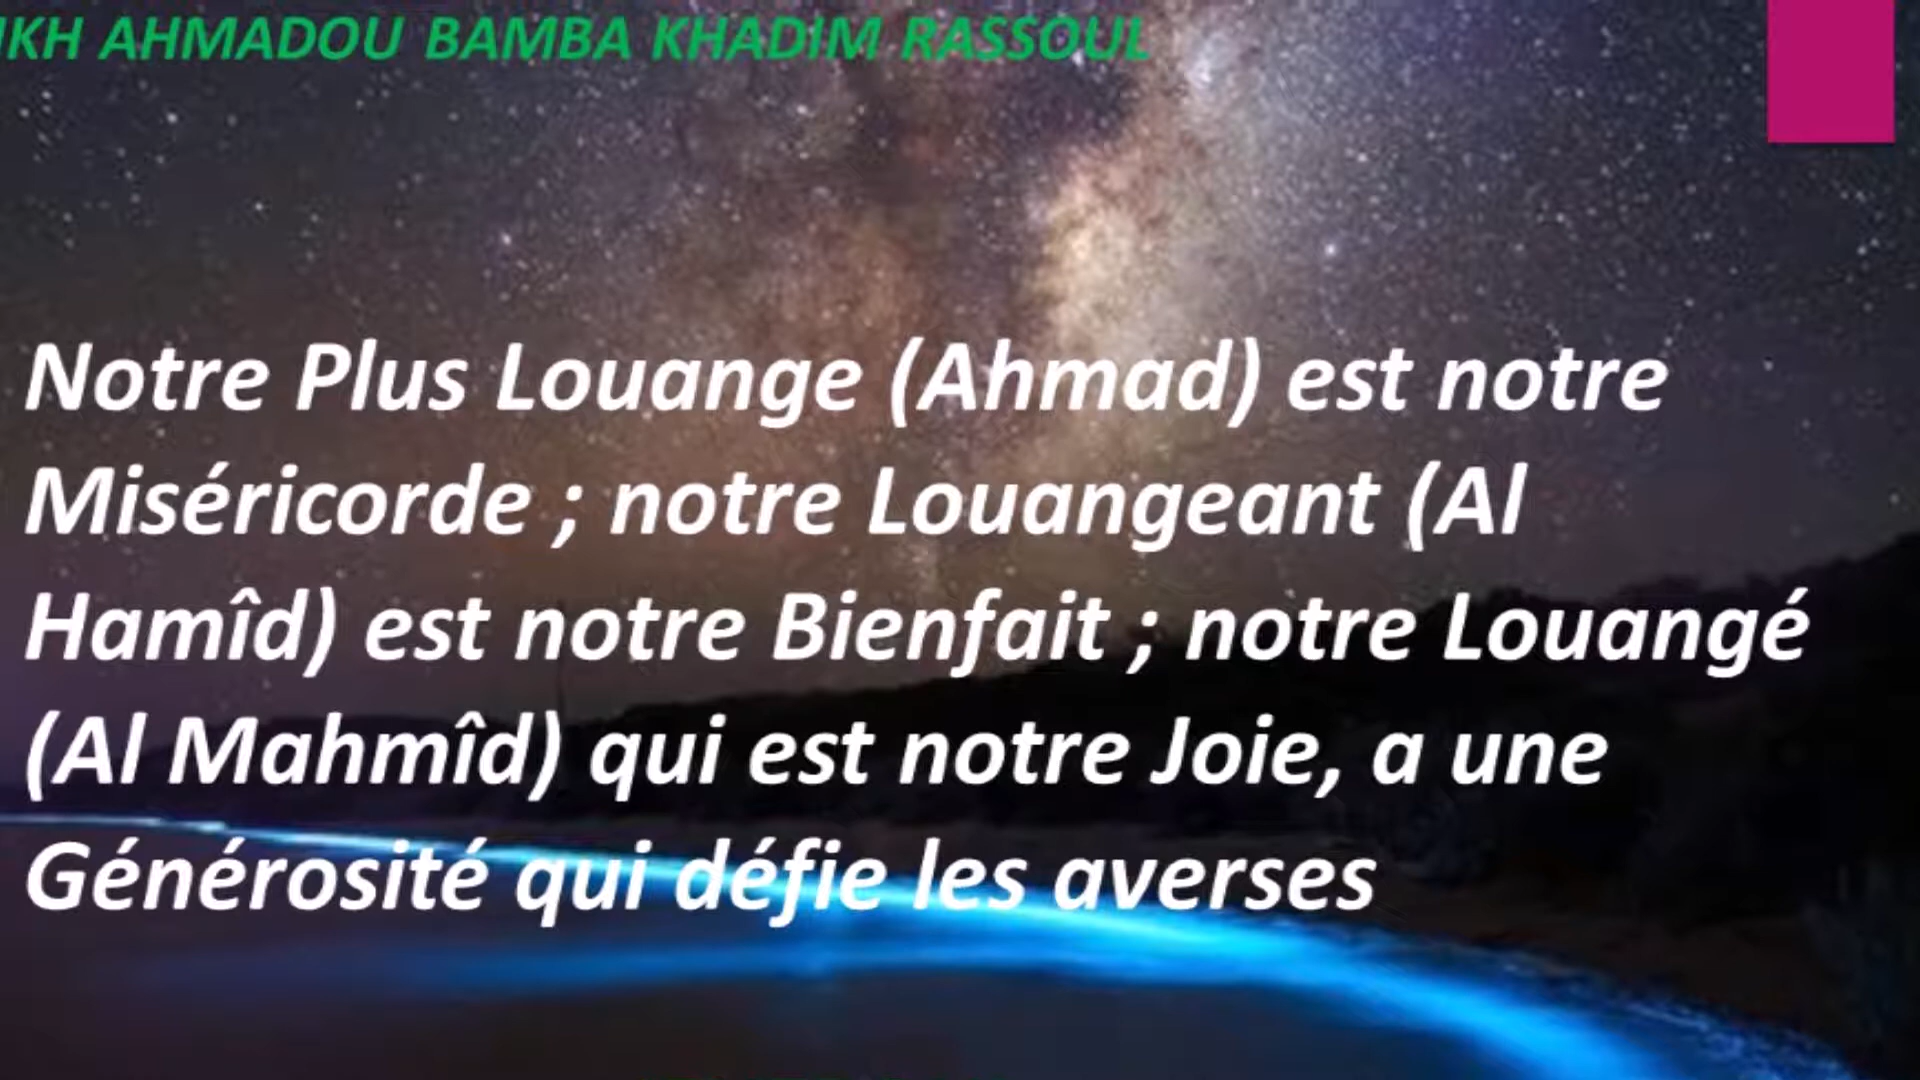 IKH AHMADOU BAMBA KHADIM RASSOUL
Notre Plus Louange (Ahmad) est notre
Miséricorde ; notre Louangeant (Al
Hamîd) est notre Bienfait ; notre Louangé
(Al Mahmîd) qui est notre Joie, a une
Générosité qui défie les averses